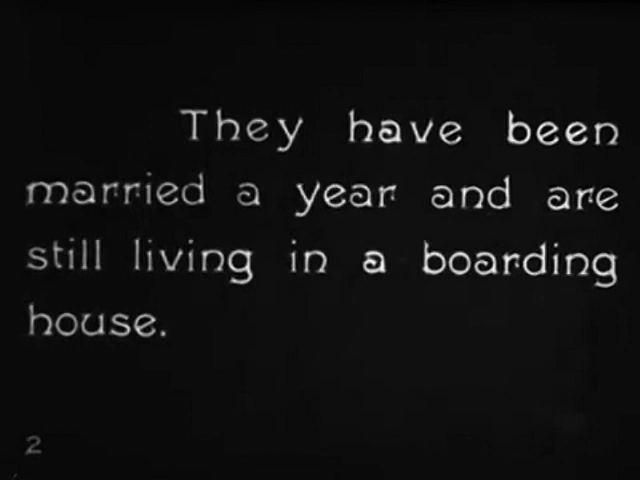 They have been
married a year and are
still living in a boarding
house.
2